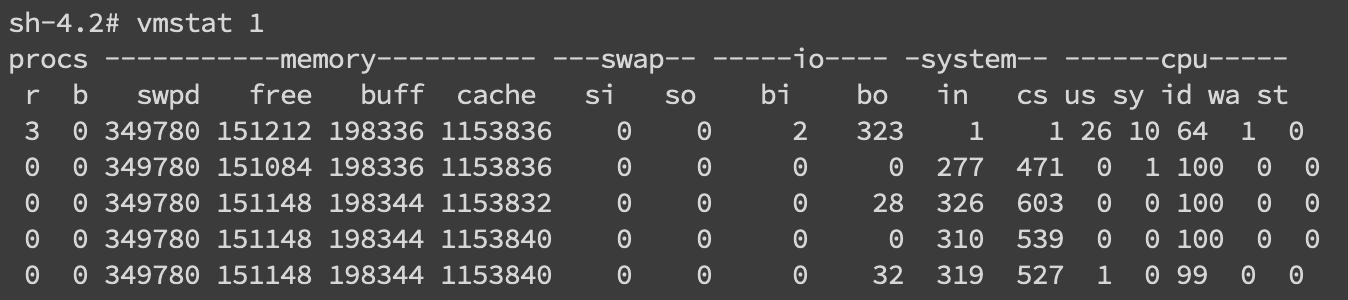 sh-4.2# vmstat 1
procs -----------memory---------- ---swap-- -----io---- -system-- ------cpu-----
 r  b   swpd   free   buff  cache   si   so    bi    bo   in   cs us sy id wa st
 3  0 349780 151212 198336 1153836    0    0     2   323    1    1 26 10 64  1  0
 0  0 349780 151084 198336 1153836    0    0     0     0  277  471  0  1 100  0  0
 0  0 349780 151148 198344 1153832    0    0     0    28  326  603  0  0 100  0  0
 0  0 349780 151148 198344 1153840    0    0     0     0  310  539  0  0 100  0  0
 0  0 349780 151148 198344 1153840    0    0     0    32  319  527  1  0 99  0  0